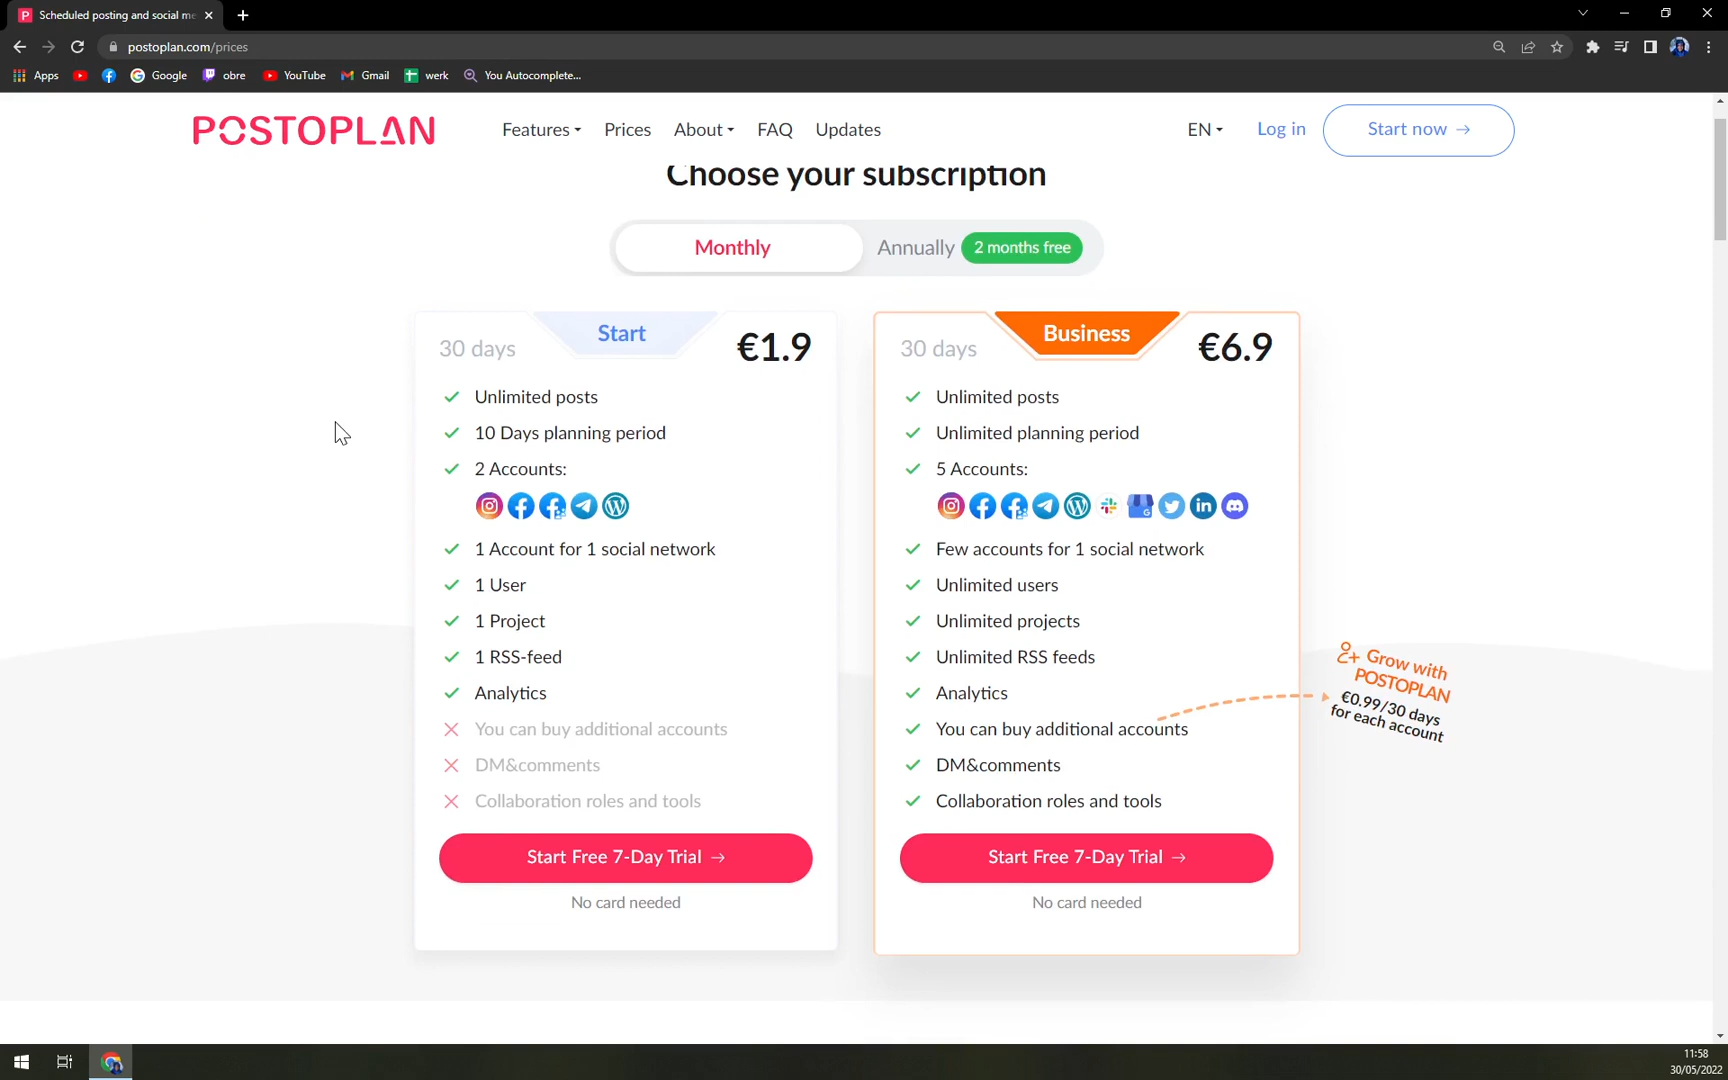 Scheduled posting and social me
postoplan.com/prices
Apps Google obre YouTube Gmail werk You Autocomplete...
POSTOPLAN Features Prices About FAQ Updates EN Log in Start now →
Choose your subscription
Monthly Annually 2 months free
30 days Start €1.9
Unlimited posts
10 Days planning period
2 Accounts:
1 Account for 1 social network
1 User
1 Project
1 RSS-feed
Analytics
You can buy additional accounts
DM&comments
Collaboration roles and tools
Start Free 7-Day Trial →
No card needed
30 days Business €6.9
Unlimited posts
Unlimited planning period
5 Accounts:
Few accounts for 1 social network
Unlimited users
Unlimited projects
Unlimited RSS feeds
Analytics
You can buy additional accounts
DM&comments
Collaboration roles and tools
Start Free 7-Day Trial →
No card needed
Grow with
POSTOPLAN
€0.99/30 days
for each account
11:58
30/05/2022